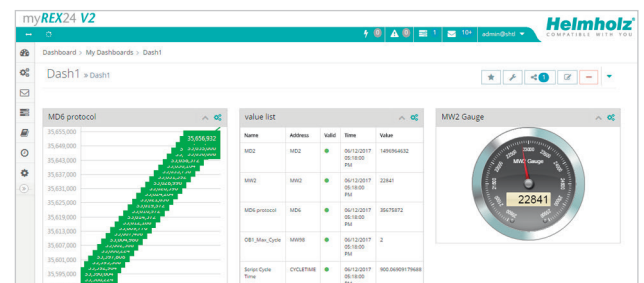 myREX24 V2
Helmholz
COMPATIBLE WITH YOU
0 0 1 10+ admin@shtl
Dashboard > My Dashboards > Dash1
Dash1 » Dash1
1
MD6 protocol
35,655,000
35,649,000
35,643,000
35,637,000
35,631,000
35,625,000
35,619,000
35,613,000
35,607,000
35,601,000
35,595,000
35,656,932
value list
Name Address Valid Time Value
MD2 MD2 06/12/2017 05:18:00 PM 1496964632
MW2 MW2 06/12/2017 05:18:00 PM 22841
MD6 protocol MD6 06/12/2017 05:18:00 PM 35675872
DB1_Max_Cycle MW98 06/12/2017 05:18:00 PM 2
Script Cycle Time CYCLETIME 06/12/2017 05:18:00 PM
MW2 Gauge
MW2 Gauge
22841